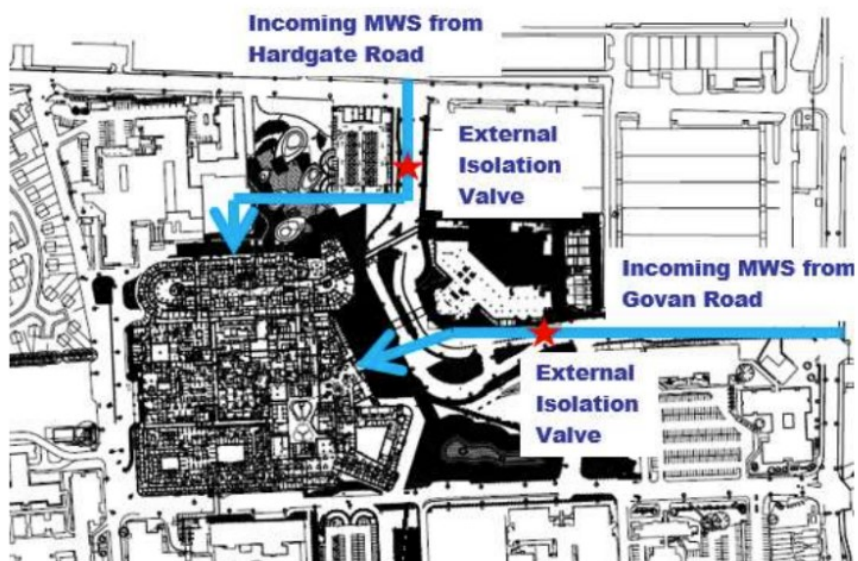 Incoming MWS from
Hardgate Road
External
Isolation
Valve
Incoming MWS from
Govan Road
External
Isolation
Valve